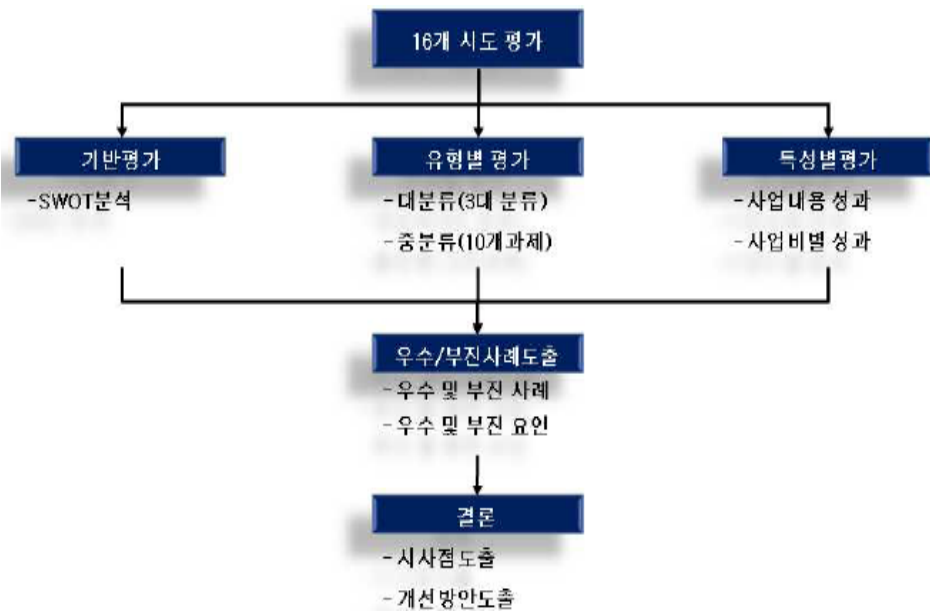 16개 시도 평가
기반평가
-SWOT분석
유형별 평가
-대분류(3대 분류)
-중분류(10개과제)
특성별평가
-사업내용 성과
-사업비별 성과
우수/부진사례도출
-우수 및 부진 사례
-우수 및 부진 요인
결론
-시사점도출
-개선방안도출